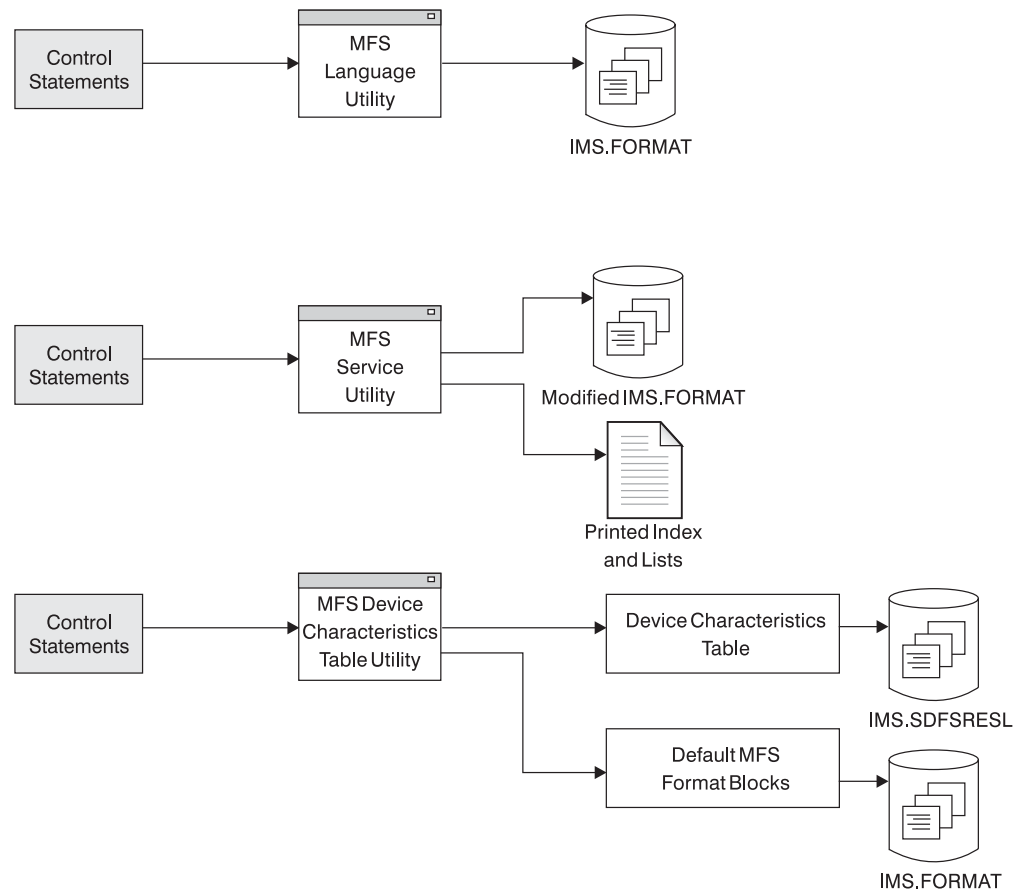 Control
Statements
MFS
Language
Utility
IMS.FORMAT
Control
Statements
MFS
Service
Utility
Modified IMS.FORMAT
Printed Index
and Lists
Control
Statements
MFS Device
Characteristics
Table Utility
Device Characteristics
Table
IMS.SDFSRESL
Default MFS
Format Blocks
IMS.FORMAT